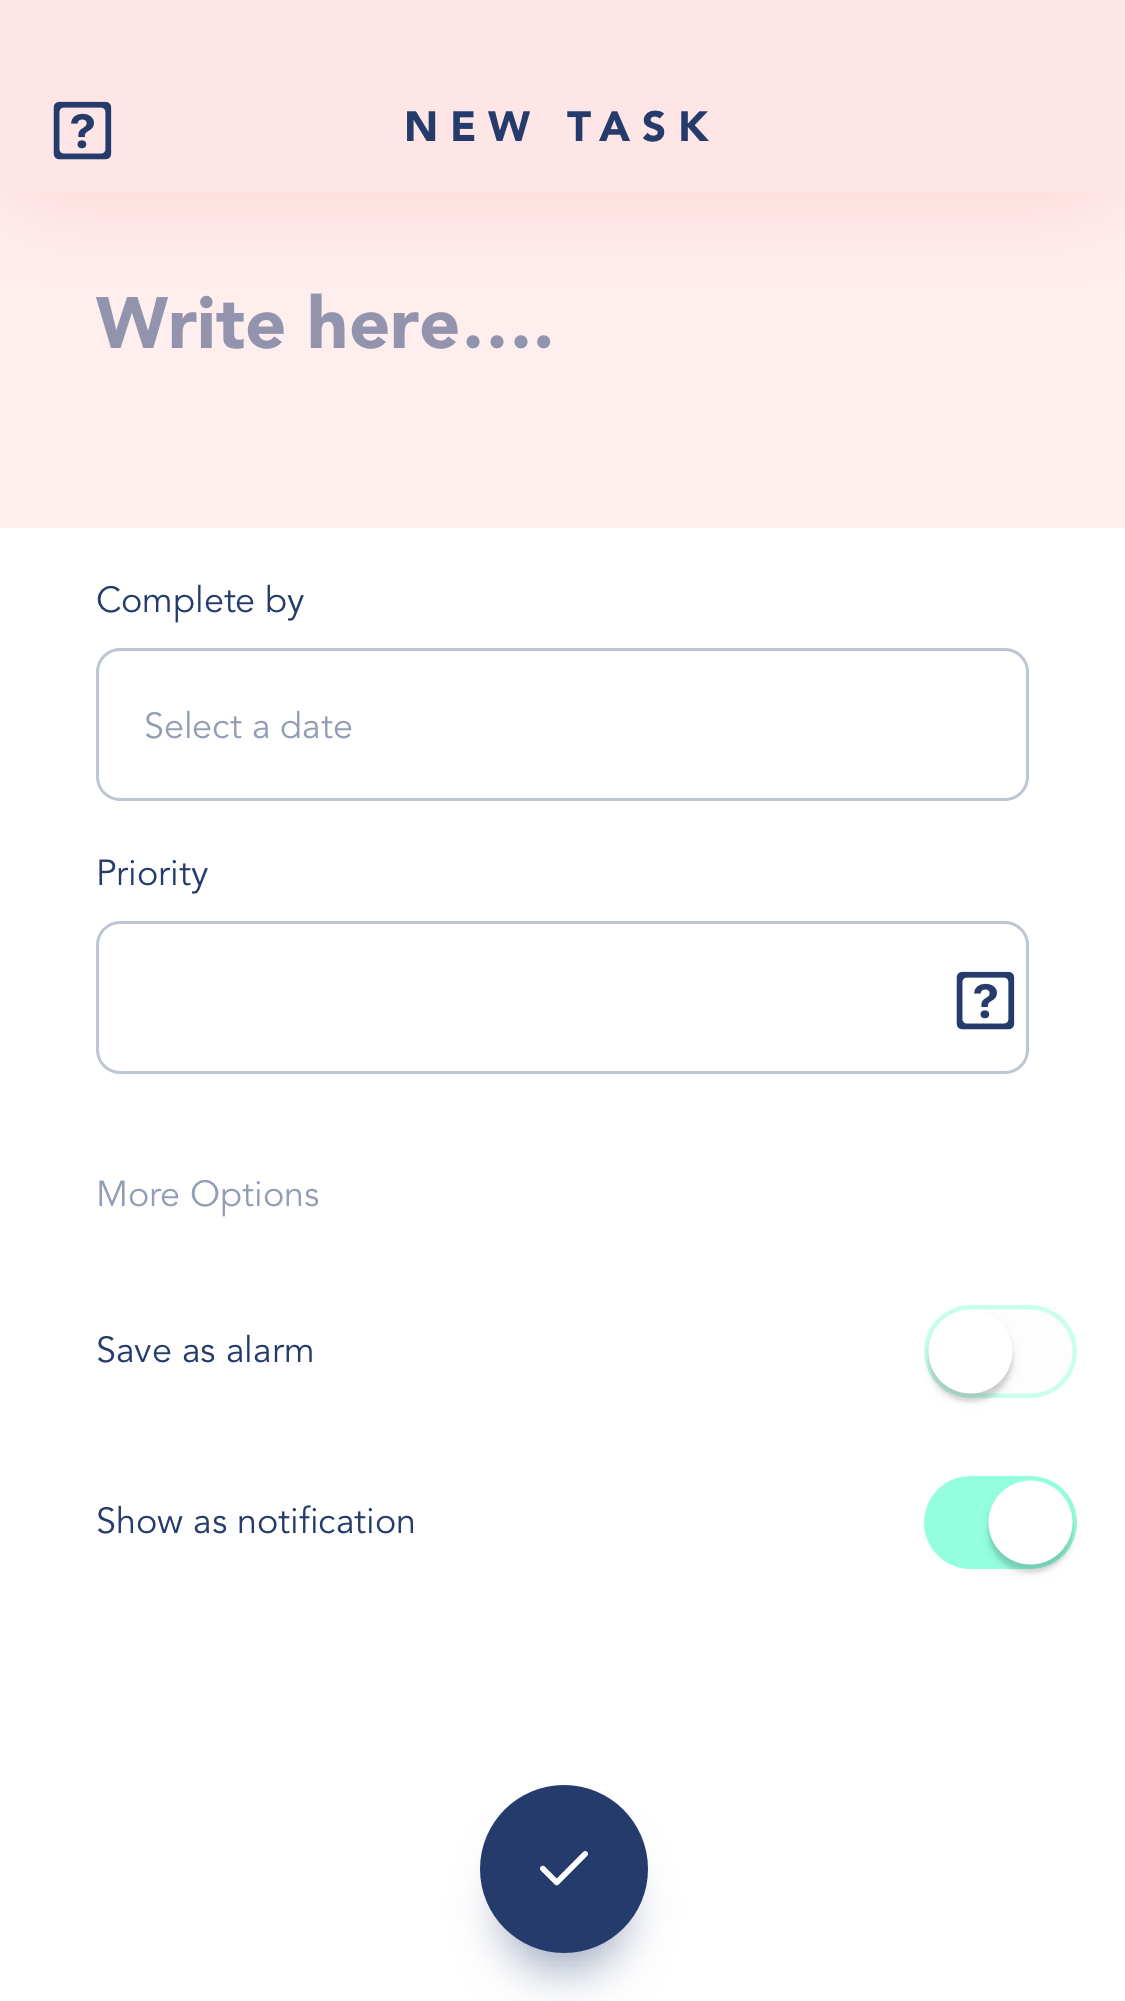 ?
NEW TASK
Write here....
Complete by
Select a date
Priority
?
More Options
Save as alarm
Show as notification